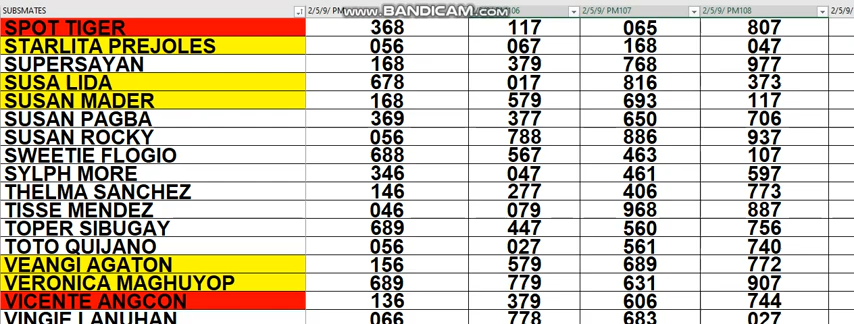 SUBSMATES 2/5/9/ PM www.BANDICAM.com 06 2/5/9/ PM107 2/5/9/ PM108 2/5/9/
SPOT TIGER 368 117 065 807
STARLITA PREJOLES 056 067 168 047
SUPERSAYAN 168 379 768 977
SUSA LIDA 678 017 816 373
SUSAN MADER 168 579 693 117
SUSAN PAGBA 369 377 650 706
SUSAN ROCKY 056 788 886 937
SWEETIE FLOGIO 688 567 463 107
SYLPH MORE 346 047 461 597
THELMA SANCHEZ 146 277 406 773
TISSE MENDEZ 046 079 968 887
TOPER SIBUGAY 689 447 560 756
TOTO QUIJANO 056 027 561 740
VEANGI AGATON 156 579 689 772
VERONICA MAGHUYOP 689 779 631 907
VICENTE ANGCON 136 379 606 744
VINGIE LANUHAN 066 778 683 027